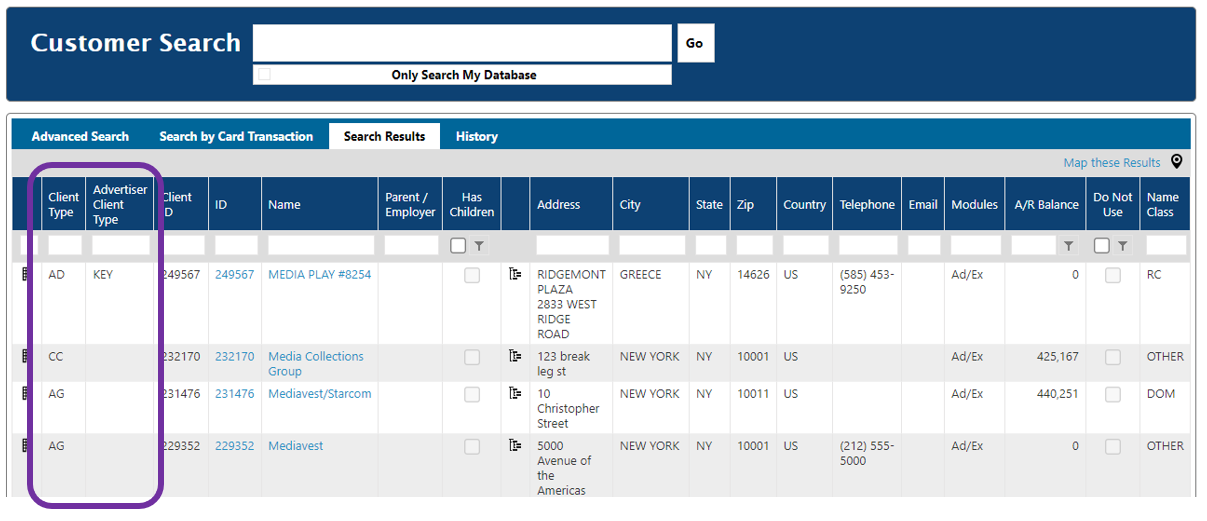 Customer Search
Go
Only Search My Database
Advanced Search Search by Card Transaction Search Results History
Map these Results
Client Type Advertiser Client Type Client ID ID Name Parent / Employer Has Children Address City State Zip Country Telephone Email Modules A/R Balance Do Not Use Name Class
AD KEY 249567 249567 MEDIA PLAY #8254 RIDGEMONT PLAZA 2833 WEST RIDGE ROAD GREECE NY 14626 US (585) 453-9250 Ad/Ex 0 RC
CC 232170 232170 Media Collections Group 123 break leg st NEW YORK NY 10001 US Ad/Ex 425,167 OTHER
AG 231476 231476 Mediavest/Starcom 10 Christopher Street NEW YORK NY 10011 US Ad/Ex 440,251 DOM
AG 229352 229352 Mediavest 5000 Avenue of the Americas NEW YORK NY 10001 US (212) 555-5000 Ad/Ex 0 OTHER